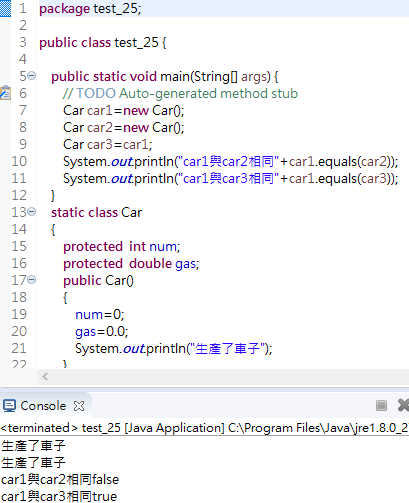 1 package test_25;
2
3 public class test_25 {
4
5 public static void main(String[] args) {
6 // TODO Auto-generated method stub
7 Car car1=new Car();
8 Car car2=new Car();
9 Car car3=car1;
10 System.out.println("car1與car2相同"+car1.equals(car2));
11 System.out.println("car1與car3相同"+car1.equals(car3));
12 }
13 static class Car
14 {
15 protected int num;
16 protected double gas;
17 public Car()
18 {
19 num=0;
20 gas=0.0;
21 System.out.println("生產了車子");
22 }
Console
<terminated> test_25 [Java Application] C:\Program Files\Java\jre1.8.0_2
生產了車子
生產了車子
car1與car2相同false
car1與car3相同true